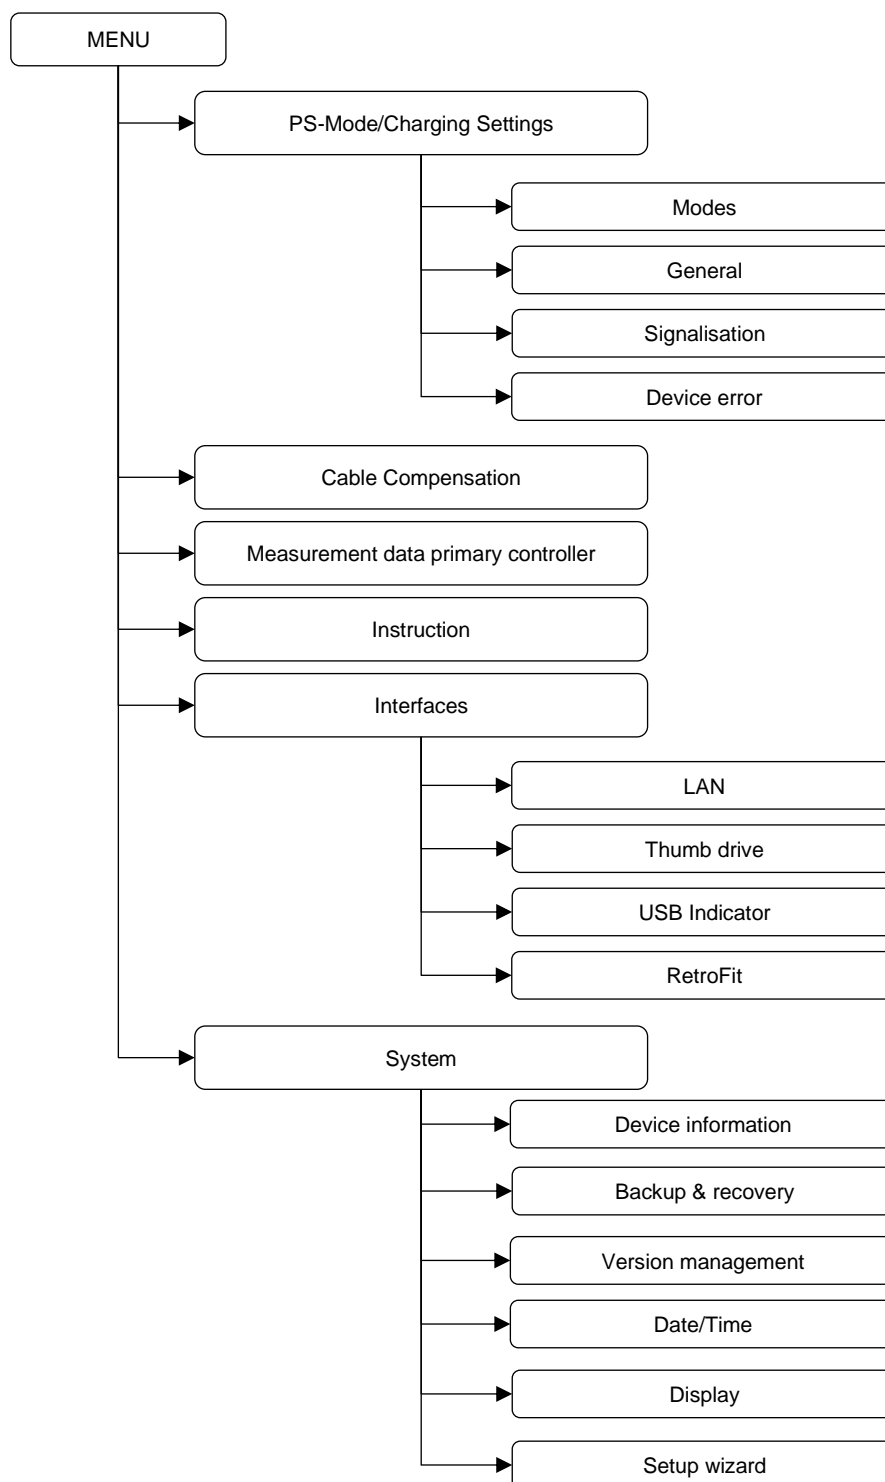 MENU
PS-Mode/Charging Settings
Modes
General
Signalisation
Device error
Cable Compensation
Measurement data primary controller
Instruction
Interfaces
LAN
Thumb drive
USB Indicator
RetroFit
System
Device information
Backup & recovery
Version management
Date/Time
Display
Setup wizard